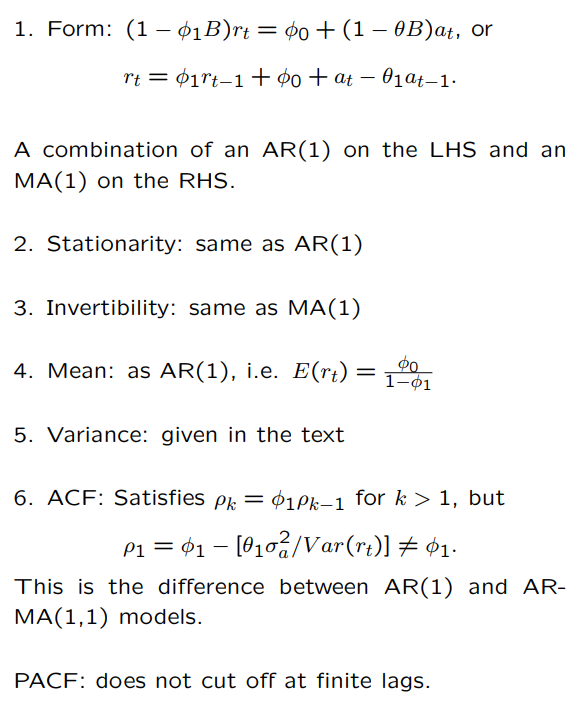 1. Form: (1 − ϕ₁B)rₜ = ϕ₀ + (1 − θB)aₜ, or
rₜ = ϕ₁rₜ₋₁ + ϕ₀ + aₜ − θ₁aₜ₋₁.
A combination of an AR(1) on the LHS and an
MA(1) on the RHS.
2. Stationarity: same as AR(1)
3. Invertibility: same as MA(1)
4. Mean: as AR(1), i.e. E(rₜ) = ϕ₀/(1−ϕ₁)
5. Variance: given in the text
6. ACF: Satisfies ρₖ = ϕ₁ρₖ₋₁ for k > 1, but
ρ₁ = ϕ₁ − [θ₁σₐ²/Var(rₜ)] ≠ ϕ₁.
This is the difference between AR(1) and AR-
MA(1,1) models.
PACF: does not cut off at finite lags.